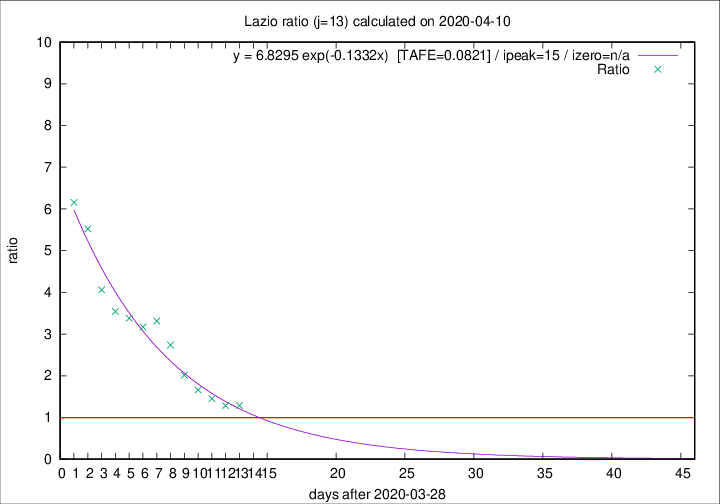 Lazio ratio (j=13) calculated on 2020-04-10
y = 6.8295 exp(-0.1332x) [TAFE=0.0821] / ipeak=15 / izero=n/a
Ratio
10
9
8
7
6
5
4
3
2
1
0
ratio
0 1 2 3 4 5 6 7 8 9 10 11 12 13 14 15 20 25 30 35 40 45
days after 2020-03-28